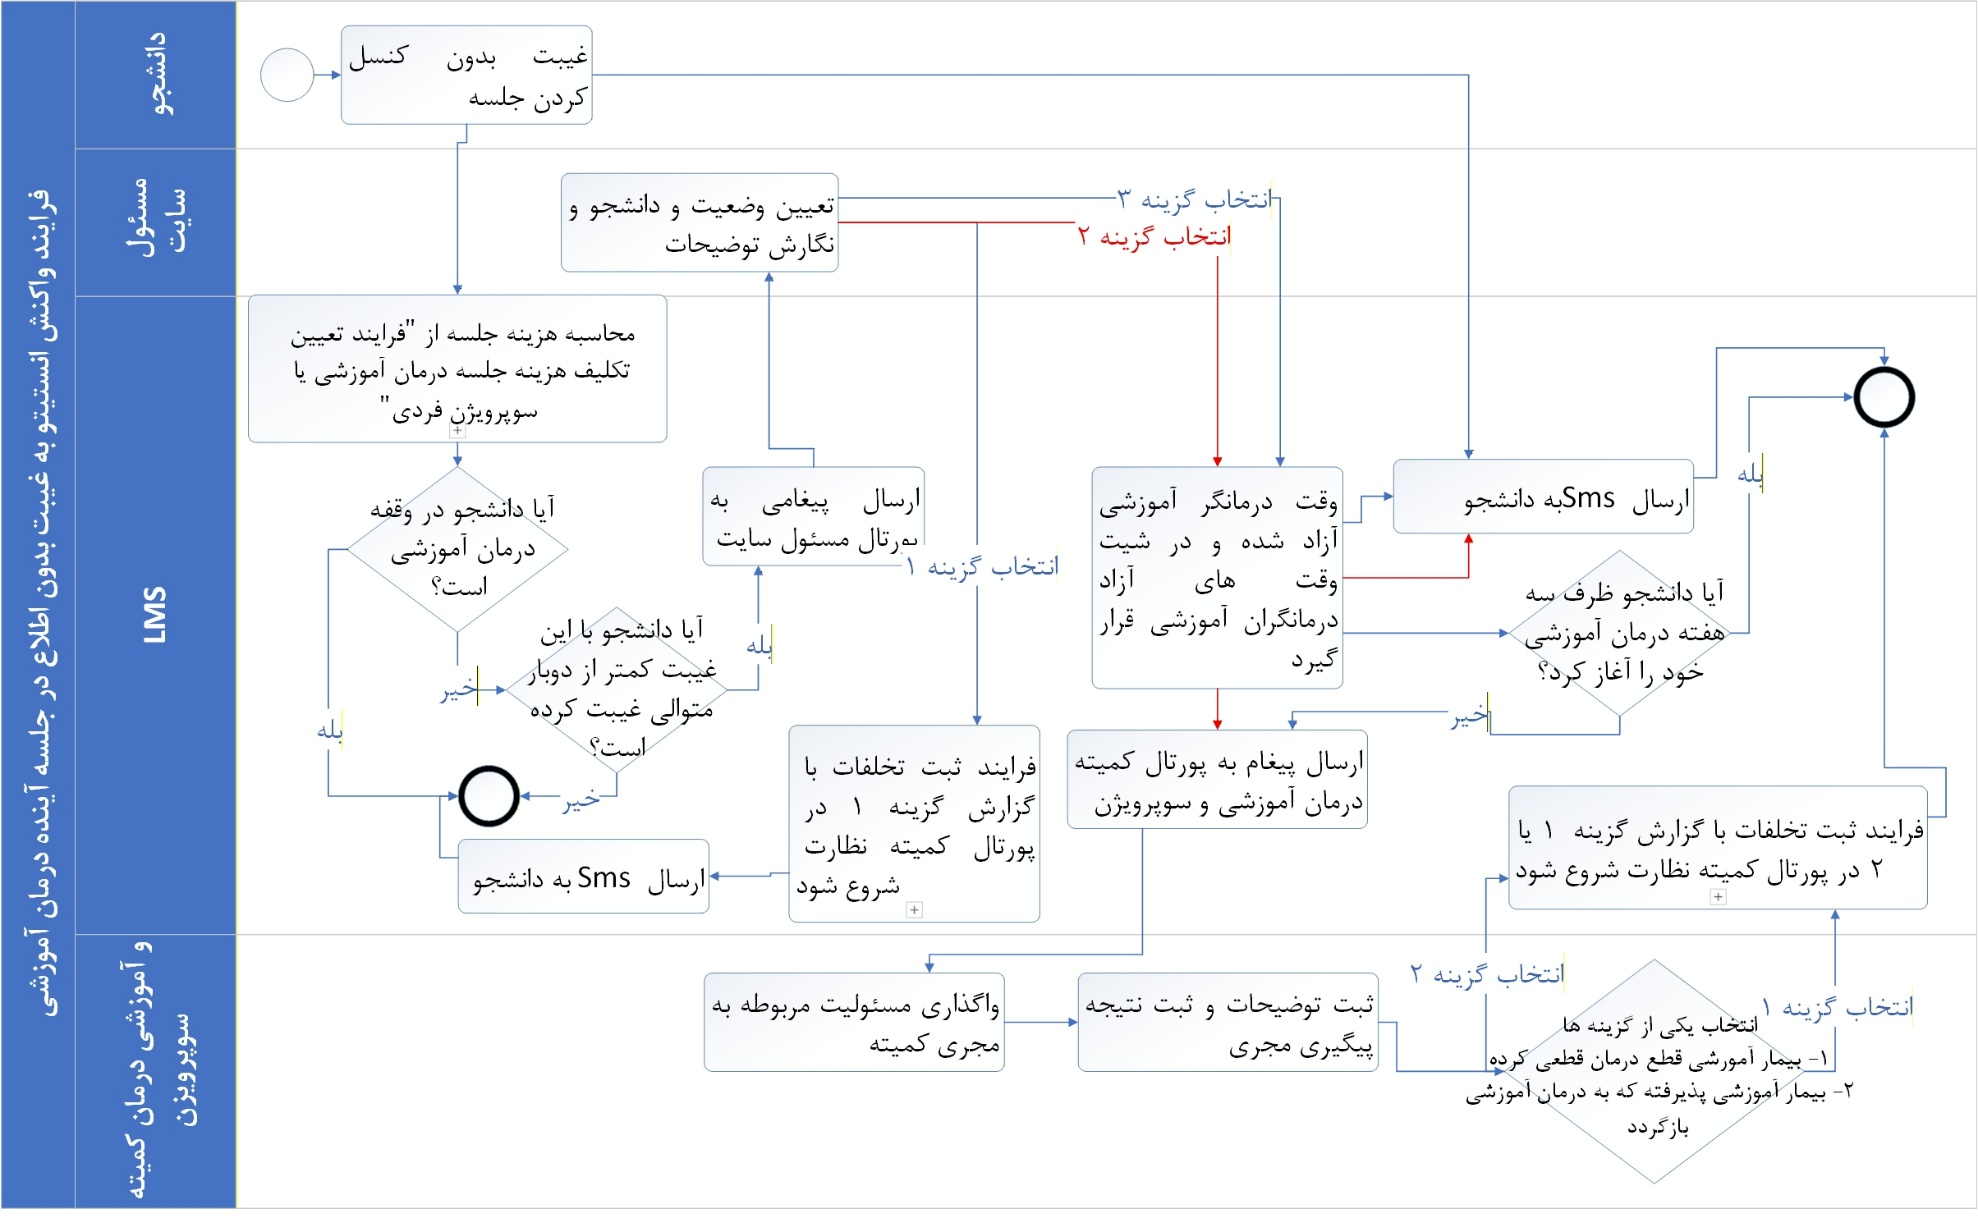 فرایند واکنش انستیتو به غیبت بدون اطلاع در جلسه آینده درمان آموزشی
دانشجو
غیبت بدون کنسل
کردن جلسه
مسئول
سایت
تعیین وضعیت و دانشجو و
نگارش توضیحات
انتخاب گزینه ۳
انتخاب گزینه ۲
LMS
محاسبه هزینه جلسه از "فرایند تعیین
تکلیف هزینه جلسه درمان آموزشی یا
سوپرویژن فردی"
آیا دانشجو در وقفه
درمان آموزشی
است؟
بله
خیر
آیا دانشجو با این
غیبت کمتر از دوبار
متوالی غیبت کرده
است؟
بله
خیر
ارسال پیغامی به
پورتال مسئول سایت
انتخاب گزینه ۱
فرایند ثبت تخلفات با
گزارش گزینه ۱ در
پورتال کمیته نظارت
شروع شود
ارسال Sms به دانشجو
وقت درمانگر آموزشی
آزاد شده و در شیت
وقت های آزاد
درمانگران آموزشی قرار
گیرد
ارسال Smsبه دانشجو
آیا دانشجو ظرف سه
هفته درمان آموزشی
خود را آغاز کرد؟
بله
خیر
ارسال پیغام به پورتال کمیته
درمان آموزشی و سوپرویژن
فرایند ثبت تخلفات با گزارش گزینه ۱ یا
۲ در پورتال کمیته نظارت شروع شود
و آموزشی درمان کمیته
سوپرویزن
واگذاری مسئولیت مربوطه به
مجری کمیته
ثبت توضیحات و ثبت نتیجه
پیگیری مجری
انتخاب گزینه ۲
انتخاب گزینه ۱
انتخاب یکی از گزینه ها
۱- بیمار آمورشی قطع درمان قطعی کرده
۲- بیمار آموزشی پذیرفته که به درمان آموزشی
بازگردد